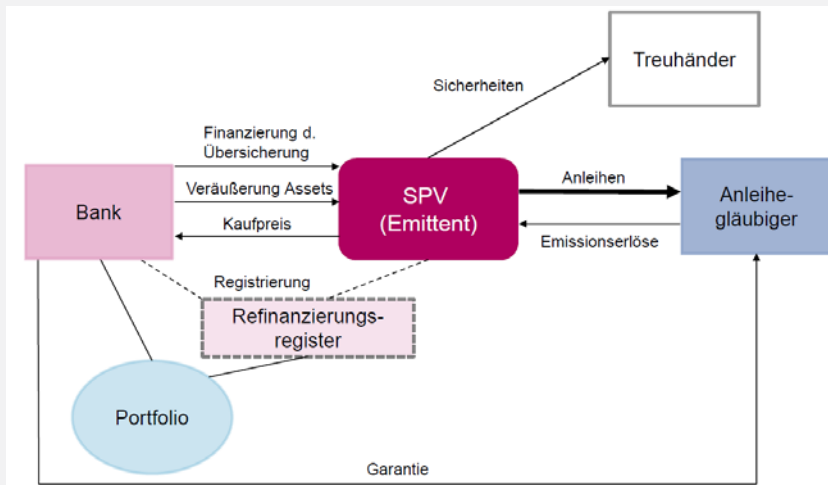 Treuhänder
Sicherheiten
Finanzierung d.
Übersicherung
Veräußerung Assets
Kaufpreis
Bank
SPV
(Emittent)
Anleihen
Emissionserlöse
Anleihe-
gläubiger
Registrierung
Refinanzierungs-
register
Portfolio
Garantie